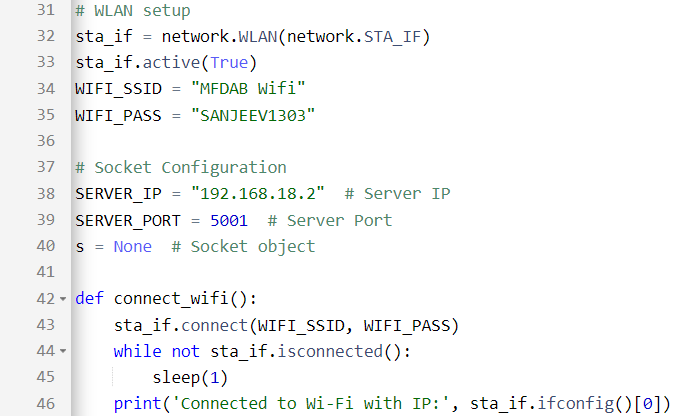 31 # WLAN setup
32 sta_if = network.WLAN(network.STA_IF)
33 sta_if.active(True)
34 WIFI_SSID = "MFDAB Wifi"
35 WIFI_PASS = "SANJEEV1303"
36
37 # Socket Configuration
38 SERVER_IP = "192.168.18.2"  # Server IP
39 SERVER_PORT = 5001  # Server Port
40 s = None  # Socket object
41
42 def connect_wifi():
43     sta_if.connect(WIFI_SSID, WIFI_PASS)
44     while not sta_if.isconnected():
45         sleep(1)
46     print('Connected to Wi-Fi with IP:', sta_if.ifconfig()[0])